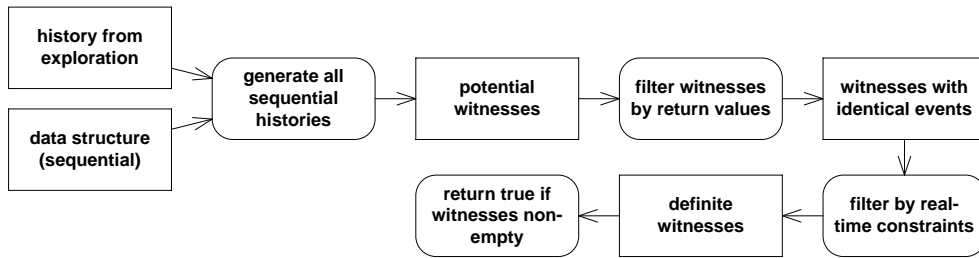 history from
exploration
data structure
(sequential)
generate all
sequential
histories
potential
witnesses
filter witnesses
by return values
witnesses with
identical events
filter by real-
time constraints
definite
witnesses
return true if
witnesses non-
empty